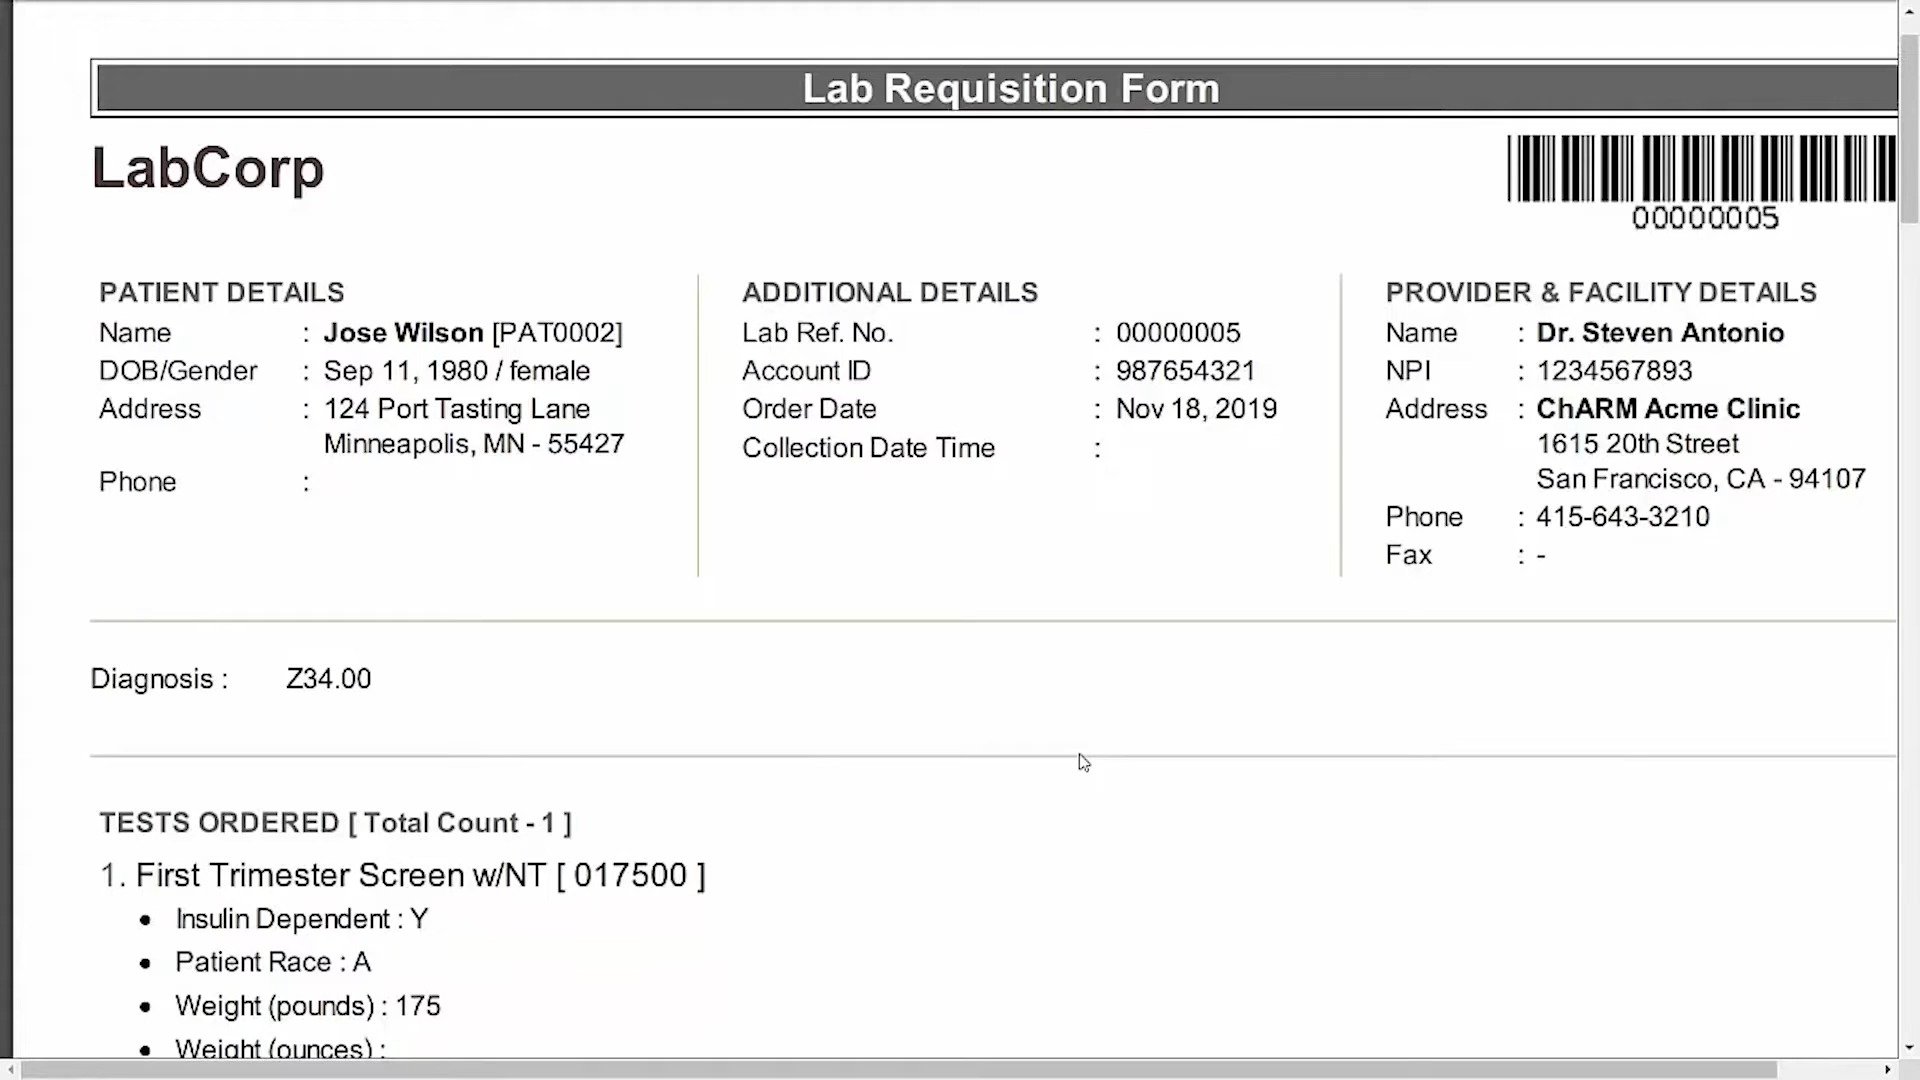 Lab Requisition Form
LabCorp
00000005
PATIENT DETAILS
Name : Jose Wilson [PAT0002]
DOB/Gender : Sep 11, 1980 / female
Address : 124 Port Tasting Lane
Minneapolis, MN - 55427
Phone :
ADDITIONAL DETAILS
Lab Ref. No. : 00000005
Account ID : 987654321
Order Date : Nov 18, 2019
Collection Date Time :
PROVIDER & FACILITY DETAILS
Name : Dr. Steven Antonio
NPI : 1234567893
Address : ChARM Acme Clinic
1615 20th Street
San Francisco, CA - 94107
Phone : 415-643-3210
Fax : -
Diagnosis : Z34.00
TESTS ORDERED [ Total Count - 1 ]
1. First Trimester Screen w/NT [ 017500 ]
• Insulin Dependent : Y
• Patient Race : A
• Weight (pounds) : 175
• Weight (ounces) :